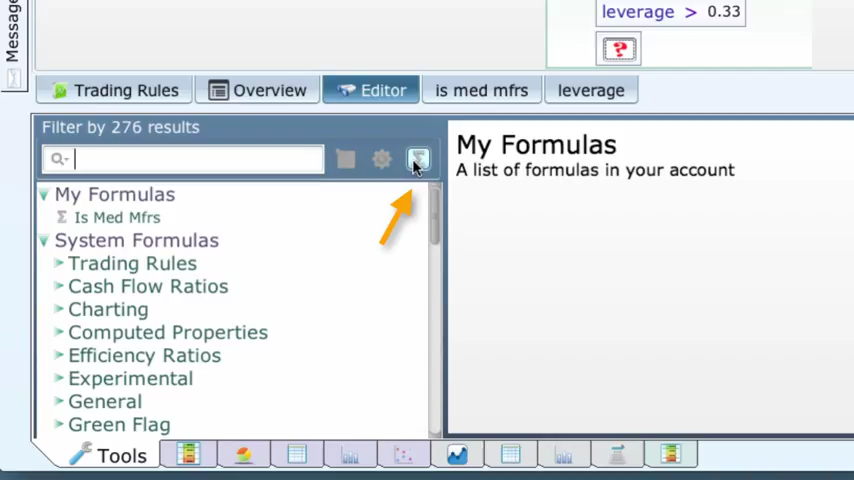 leverage > 0.33
?
Message
Trading Rules
Overview
Editor
is med mfrs
leverage
Filter by 276 results
My Formulas
A list of formulas in your account
My Formulas
Σ Is Med Mfrs
System Formulas
Trading Rules
Cash Flow Ratios
Charting
Computed Properties
Efficiency Ratios
Experimental
General
Green Flag
Tools